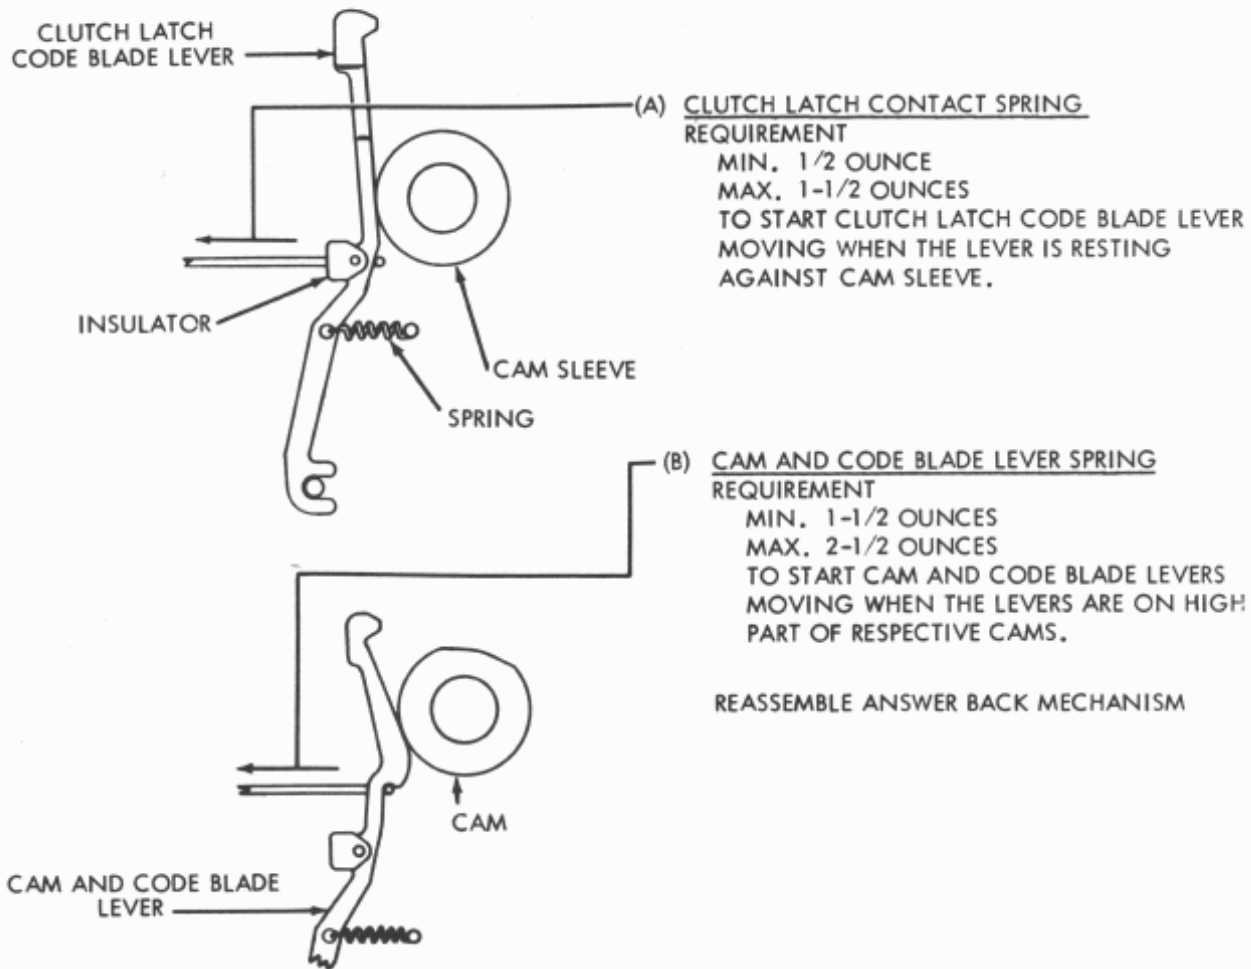 CLUTCH LATCH
CODE BLADE LEVER
(A) CLUTCH LATCH CONTACT SPRING
REQUIREMENT
MIN. 1/2 OUNCE
MAX. 1-1/2 OUNCES
TO START CLUTCH LATCH CODE BLADE LEVER
MOVING WHEN THE LEVER IS RESTING
AGAINST CAM SLEEVE.
INSULATOR
CAM SLEEVE
SPRING
(B) CAM AND CODE BLADE LEVER SPRING
REQUIREMENT
MIN. 1-1/2 OUNCES
MAX. 2-1/2 OUNCES
TO START CAM AND CODE BLADE LEVERS
MOVING WHEN THE LEVERS ARE ON HIGH
PART OF RESPECTIVE CAMS.
REASSEMBLE ANSWER BACK MECHANISM
CAM
CAM AND CODE BLADE
LEVER